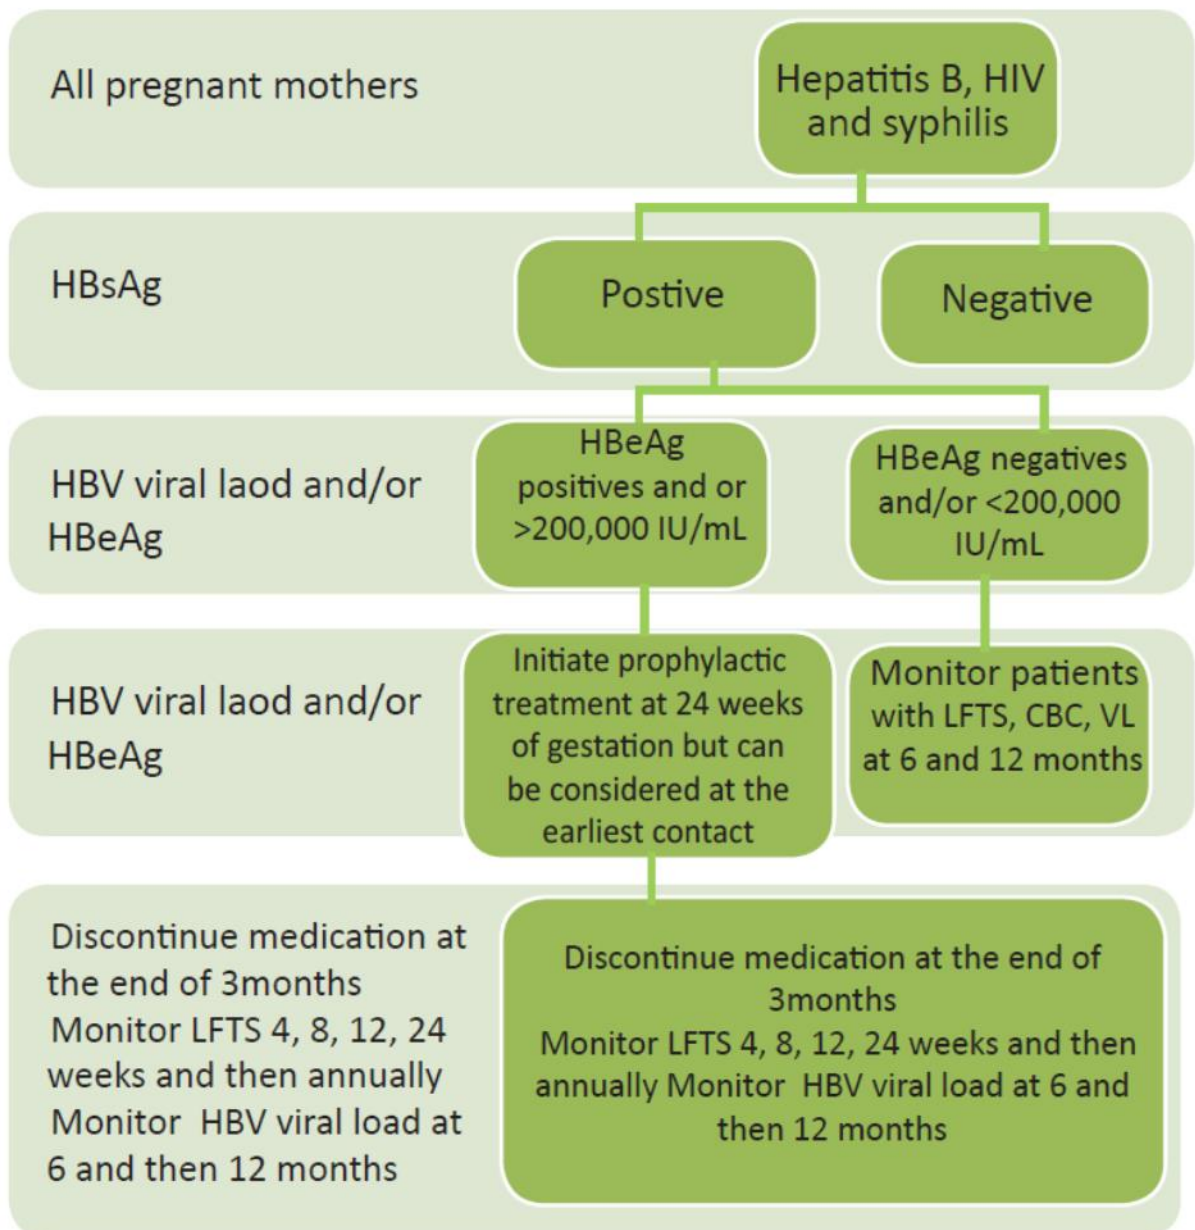 All pregnant mothers
Hepatitis B, HIV
and syphilis
HBsAg
Postive
Negative
HBV viral laod and/or
HBeAg
HBeAg
positives and or
>200,000 IU/mL
HBeAg negatives
and/or <200,000
IU/mL
HBV viral laod and/or
HBeAg
Initiate prophylactic
treatment at 24 weeks
of gestation but can
be considered at the
earliest contact
Monitor patients
with LFTS, CBC, VL
at 6 and 12 months
Discontinue medication at
the end of 3months
Monitor LFTS 4, 8, 12, 24
weeks and then annually
Monitor HBV viral load at
6 and then 12 months
Discontinue medication at the end of
3months
Monitor LFTS 4, 8, 12, 24 weeks and then
annually Monitor HBV viral load at 6 and
then 12 months